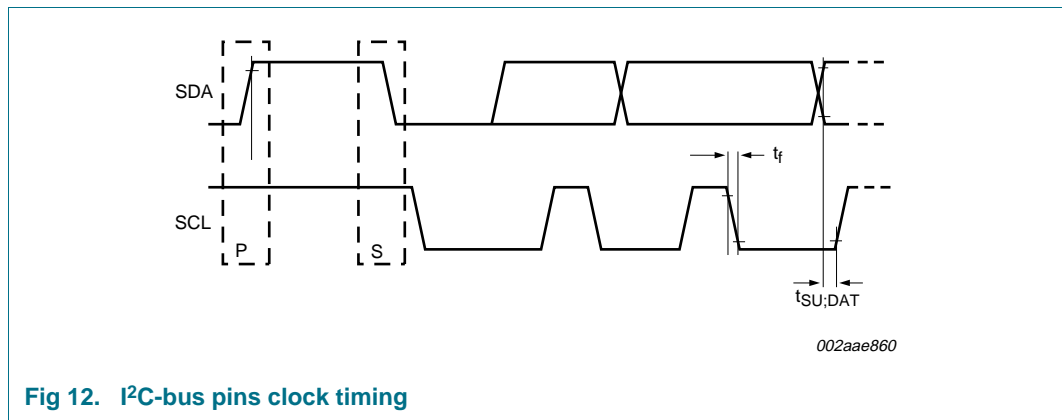 SDA
t_f
SCL
P
S
t_SU;DAT
002aae860
Fig 12. I²C-bus pins clock timing